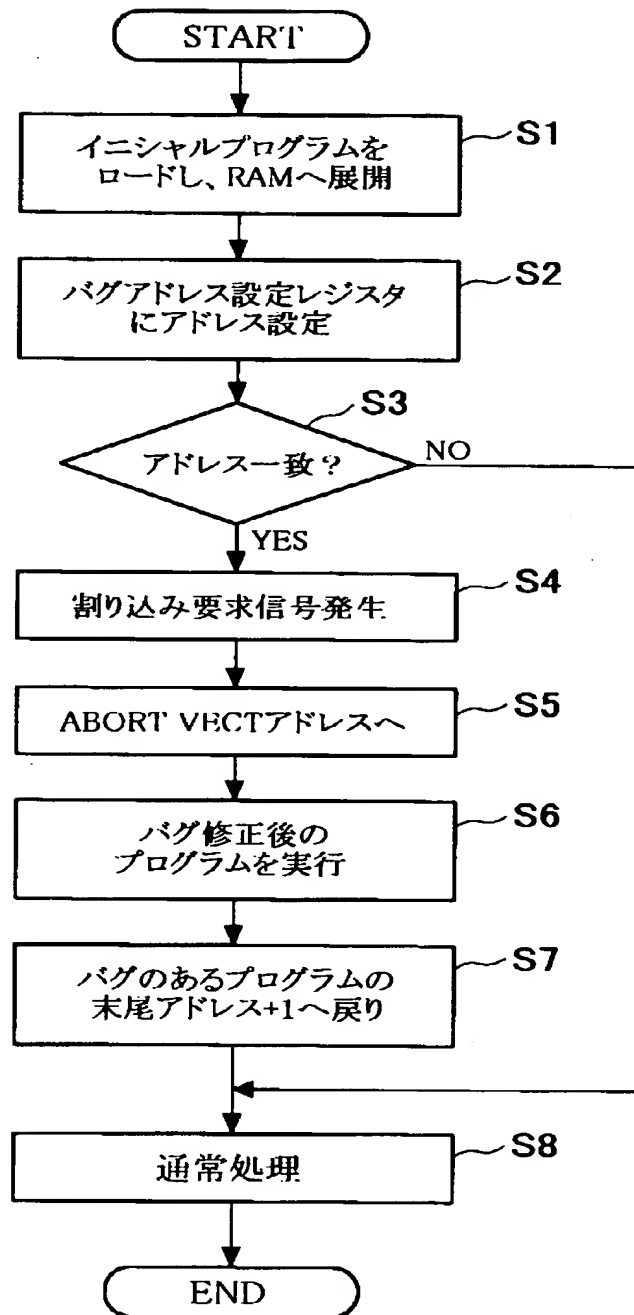 START
S1
イニシャルプログラムを
ロードし、RAMへ展開
S2
バグアドレス設定レジスタ
にアドレス設定
S3
アドレス一致?
NO
YES
S4
割り込み要求信号発生
S5
ABORT VECTアドレスへ
S6
バグ修正後の
プログラムを実行
S7
バグのあるプログラムの
末尾アドレス+1へ戻り
S8
通常処理
END